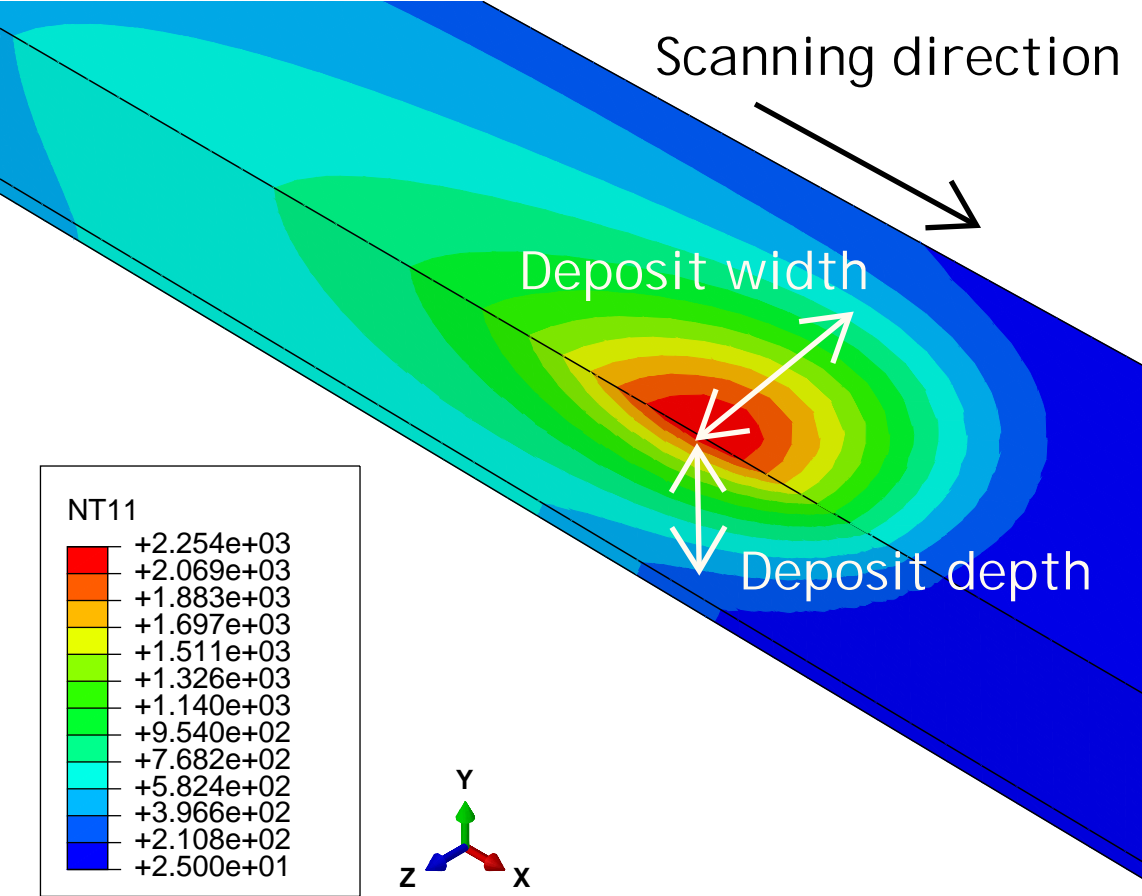 Scanning direction
Deposit width
Deposit depth
NT11
+2.254e+03
+2.069e+03
+1.883e+03
+1.697e+03
+1.511e+03
+1.326e+03
+1.140e+03
+9.540e+02
+7.682e+02
+5.824e+02
+3.966e+02
+2.108e+02
+2.500e+01
Y
Z
X